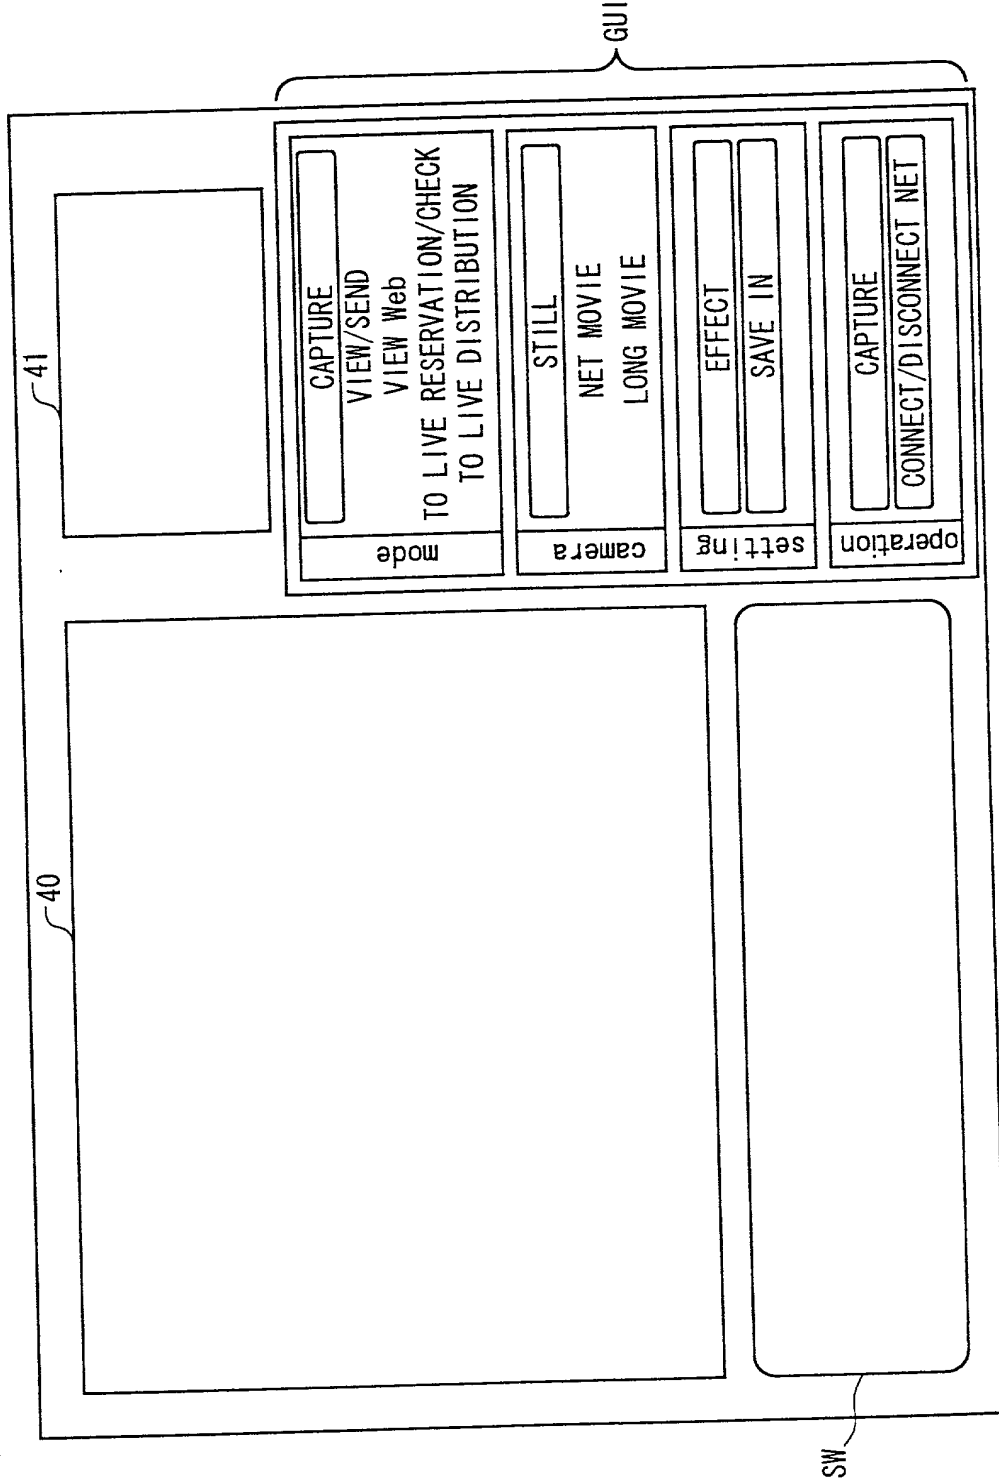 40
41
mode
CAPTURE
VIEW/SEND
VIEW Web
TO LIVE RESERVATION/CHECK
TO LIVE DISTRIBUTION
camera
STILL
NET MOVIE
LONG MOVIE
setting
EFFECT
SAVE IN
operation
CAPTURE
CONNECT/DISCONNECT NET
GUI
SW